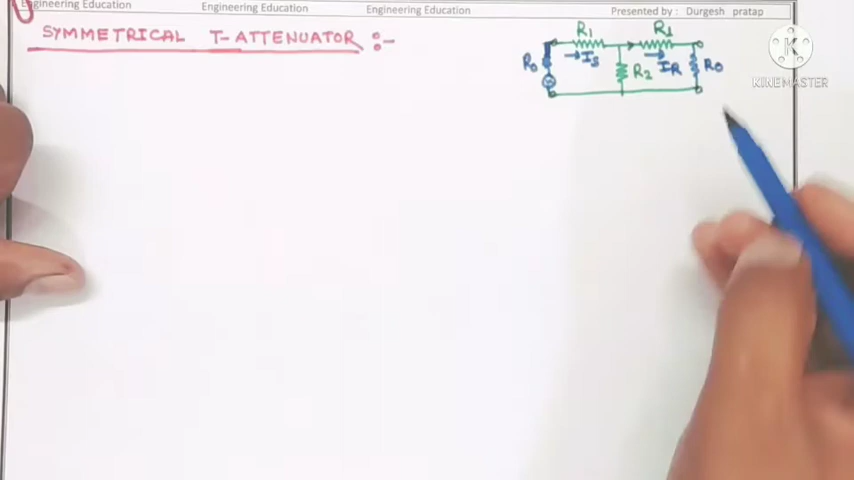 Engineering Education Engineering Education Engineering Education Presented by : Durgesh pratap
SYMMETRICAL T-ATTENUATOR :-
R1 R1
R0 Is R2 IR R0
K
KINEMASTER